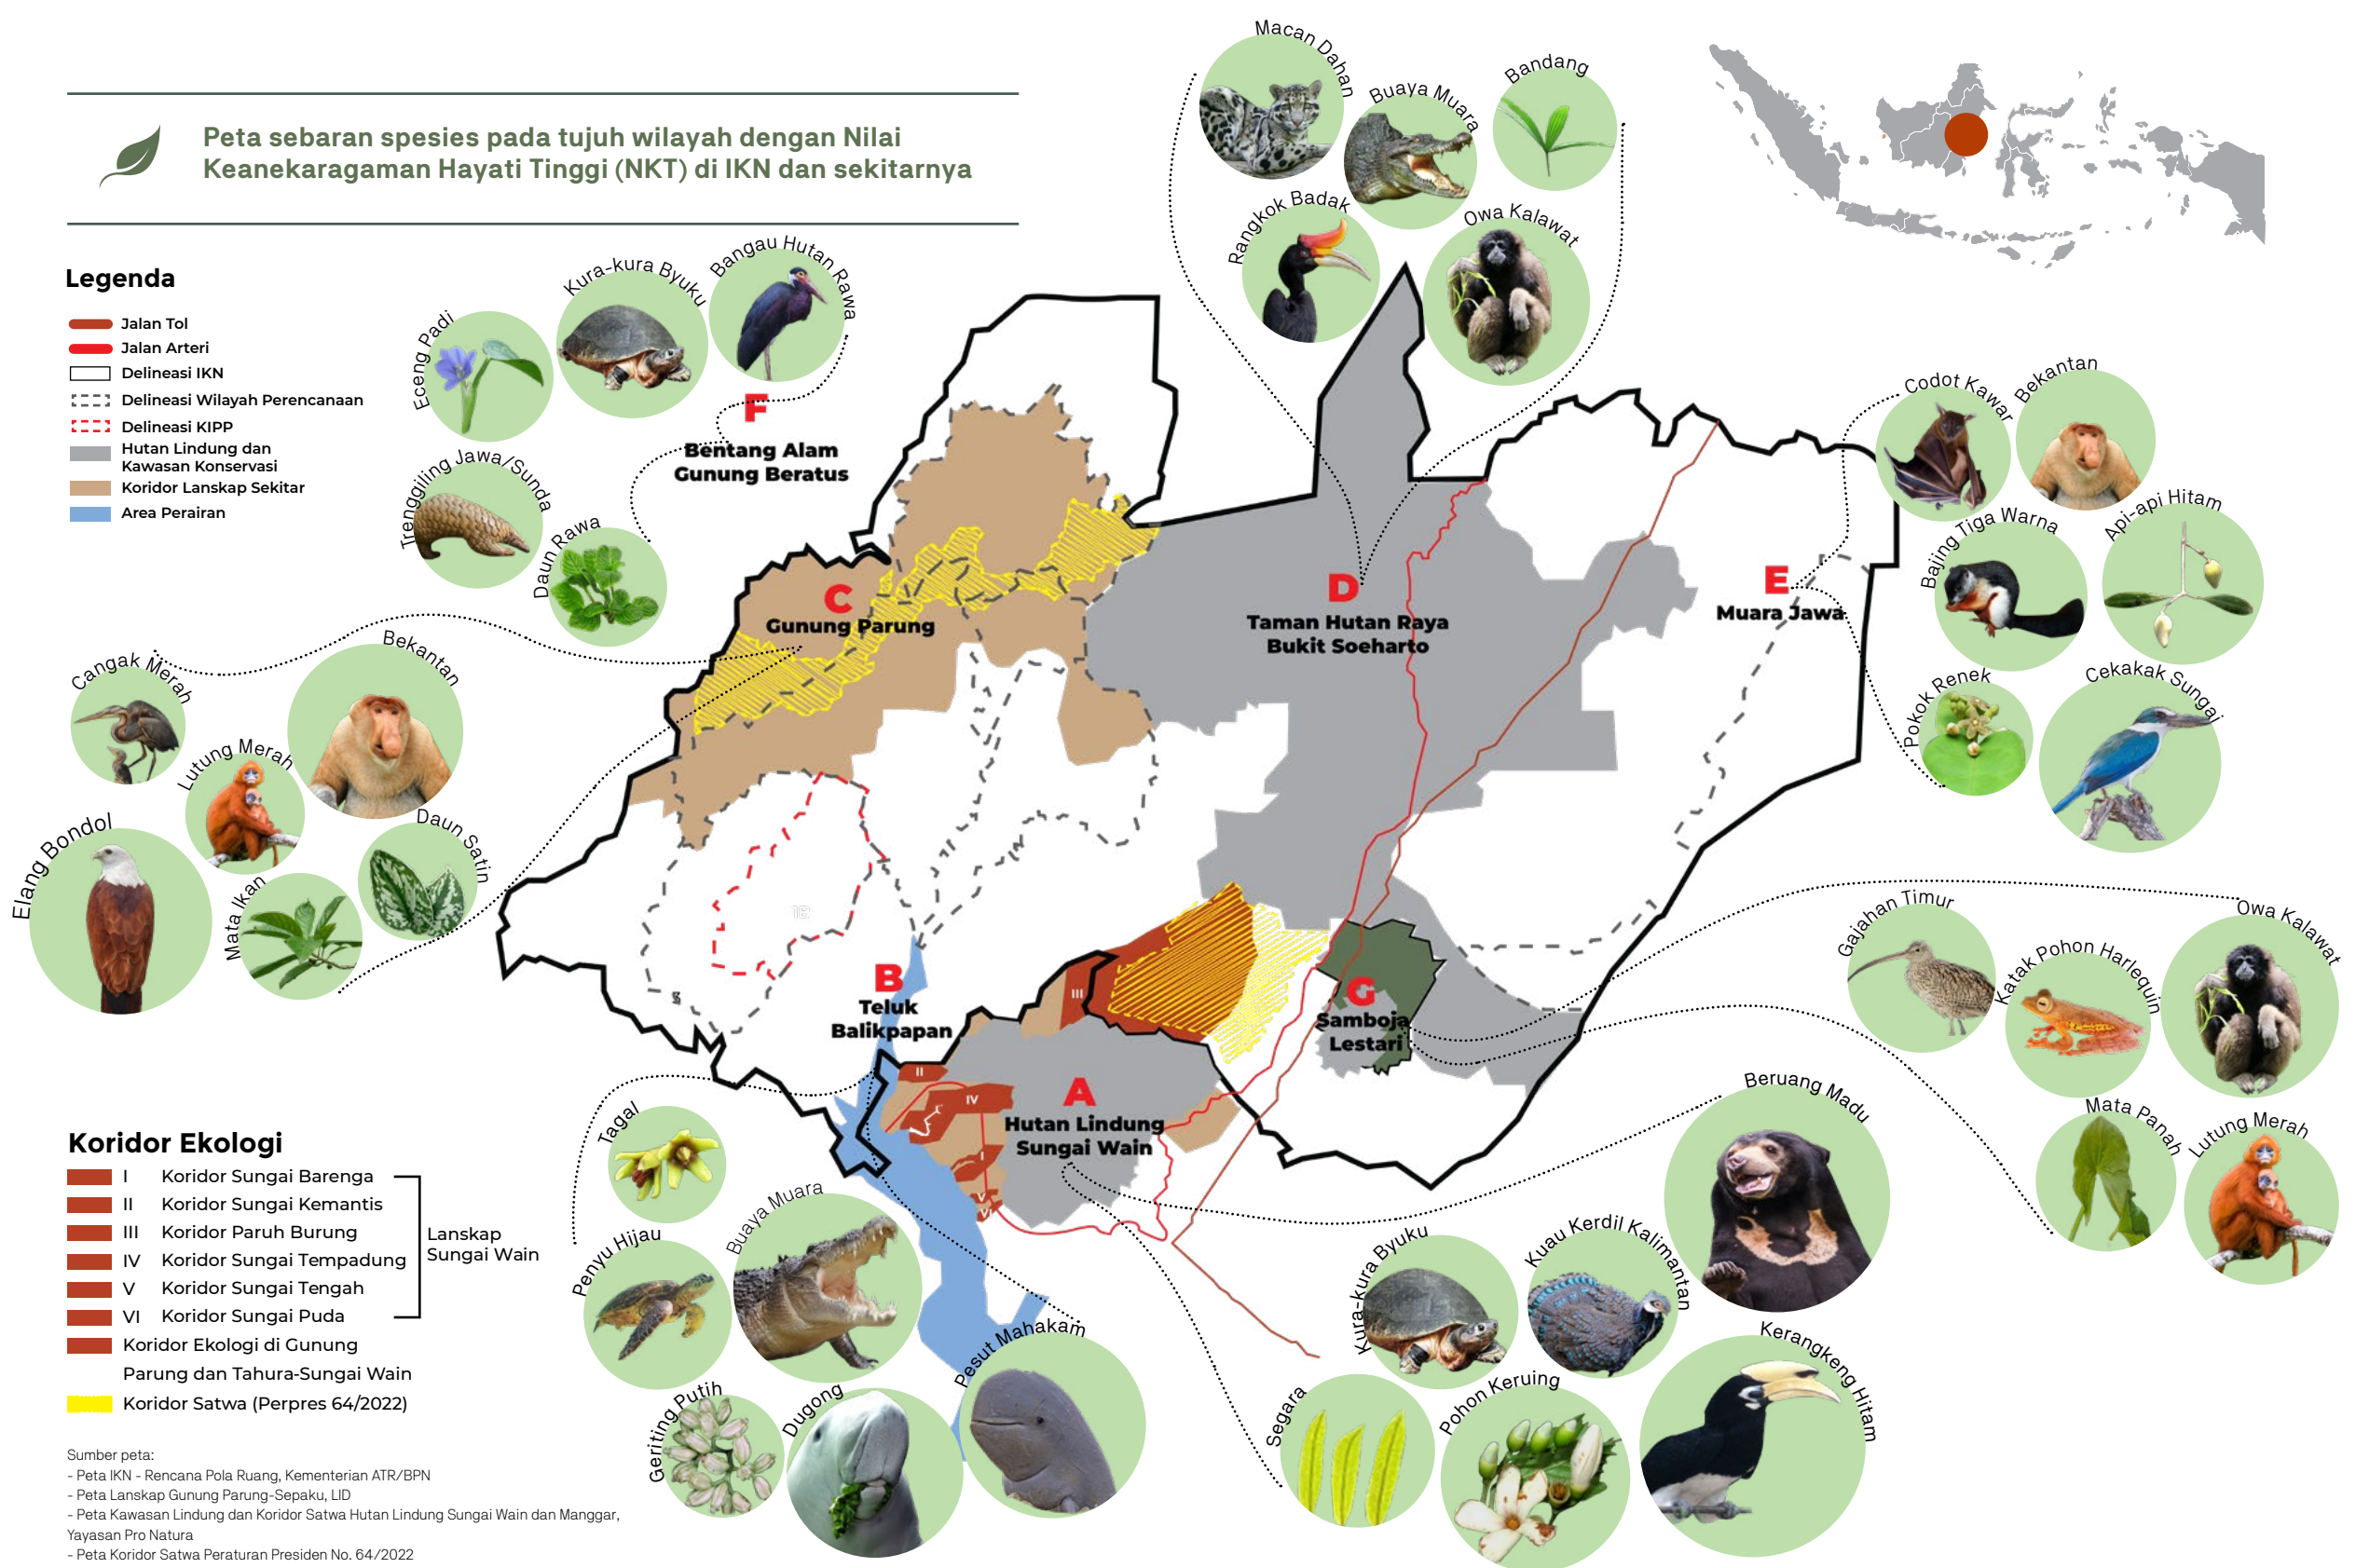 Peta sebaran spesies pada tujuh wilayah dengan Nilai
Keanekaragaman Hayati Tinggi (NKT) di IKN dan sekitarnya
Legenda
Jalan Tol
Jalan Arteri
Delineasi IKN
Delineasi Wilayah Perencanaan
Delineasi KIPP
Hutan Lindung dan
Kawasan Konservasi
Koridor Lanskap Sekitar
Area Perairan
Eceng Padi
Kura-kura Byuku
Bangau Hutan Rawa
Trenggiling Jawa/Sunda
Daun Rawa
F
Bentang Alam
Gunung Beratus
Macan Dahan
Buaya Muara
Bandang
Rangkok Badak
Owa Kalawat
C
Gunung Parung
D
Taman Hutan Raya
Bukit Soeharto
E
Muara Jawa
Codot Kawar
Bekantan
Bajing Tiga Warna
Api-api Hitam
Pokok Renek
Cekakak Sungai
Cangak Merah
Bekantan
Lutung Merah
Elang Bondol
Mata Ikan
Daun Satin
B
Teluk
Balikpapan
III
II
IV
I
V
VI
A
Hutan Lindung
Sungai Wain
G
Samboja
Lestari
Gajahan Timur
Katak Pohon Harlequin
Owa Kalawat
Mata Panah
Lutung Merah
Tagal
Penyu Hijau
Buaya Muara
Geriting Putih
Dugong
Pesut Mahakam
Beruang Madu
Kura-kura Byuku
Kuau Kerdil Kalimantan
Segara
Pohon Keruing
Kerangkeng Hitam
Koridor Ekologi
I Koridor Sungai Barenga
II Koridor Sungai Kemantis
III Koridor Paruh Burung
IV Koridor Sungai Tempadung
V Koridor Sungai Tengah
VI Koridor Sungai Puda
Lanskap
Sungai Wain
Koridor Ekologi di Gunung
Parung dan Tahura-Sungai Wain
Koridor Satwa (Perpres 64/2022)
Sumber peta:
- Peta IKN - Rencana Pola Ruang, Kementerian ATR/BPN
- Peta Lanskap Gunung Parung-Sepaku, LID
- Peta Kawasan Lindung dan Koridor Satwa Hutan Lindung Sungai Wain dan Manggar,
Yayasan Pro Natura
- Peta Koridor Satwa Peraturan Presiden No. 64/2022